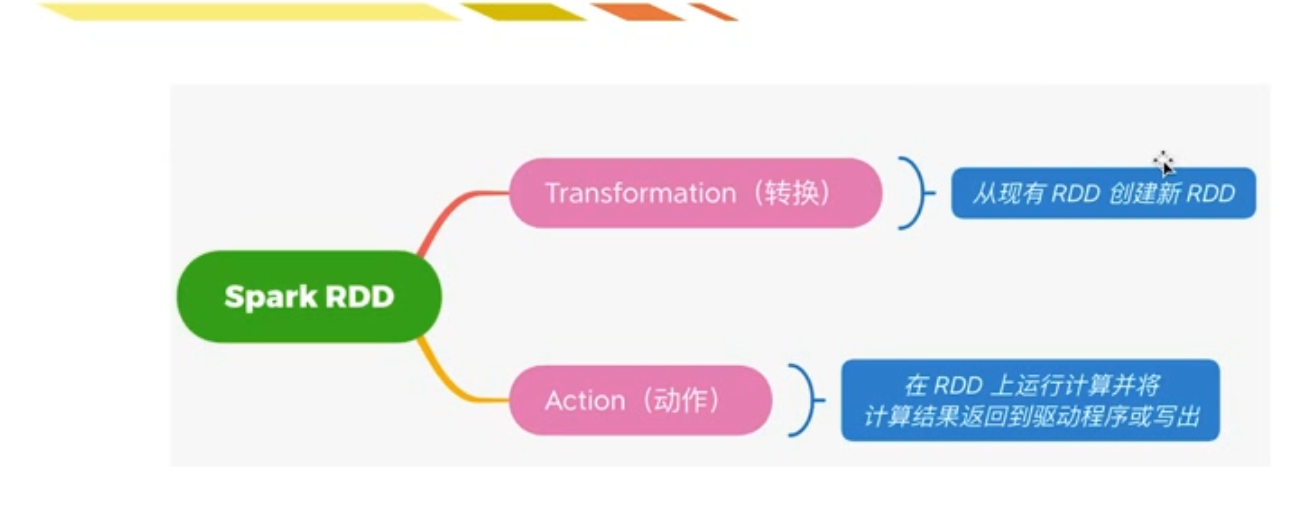 Spark RDD
Transformation（转换）
从现有 RDD 创建新 RDD
Action（动作）
在 RDD 上运行计算并将
计算结果返回到驱动程序或写出